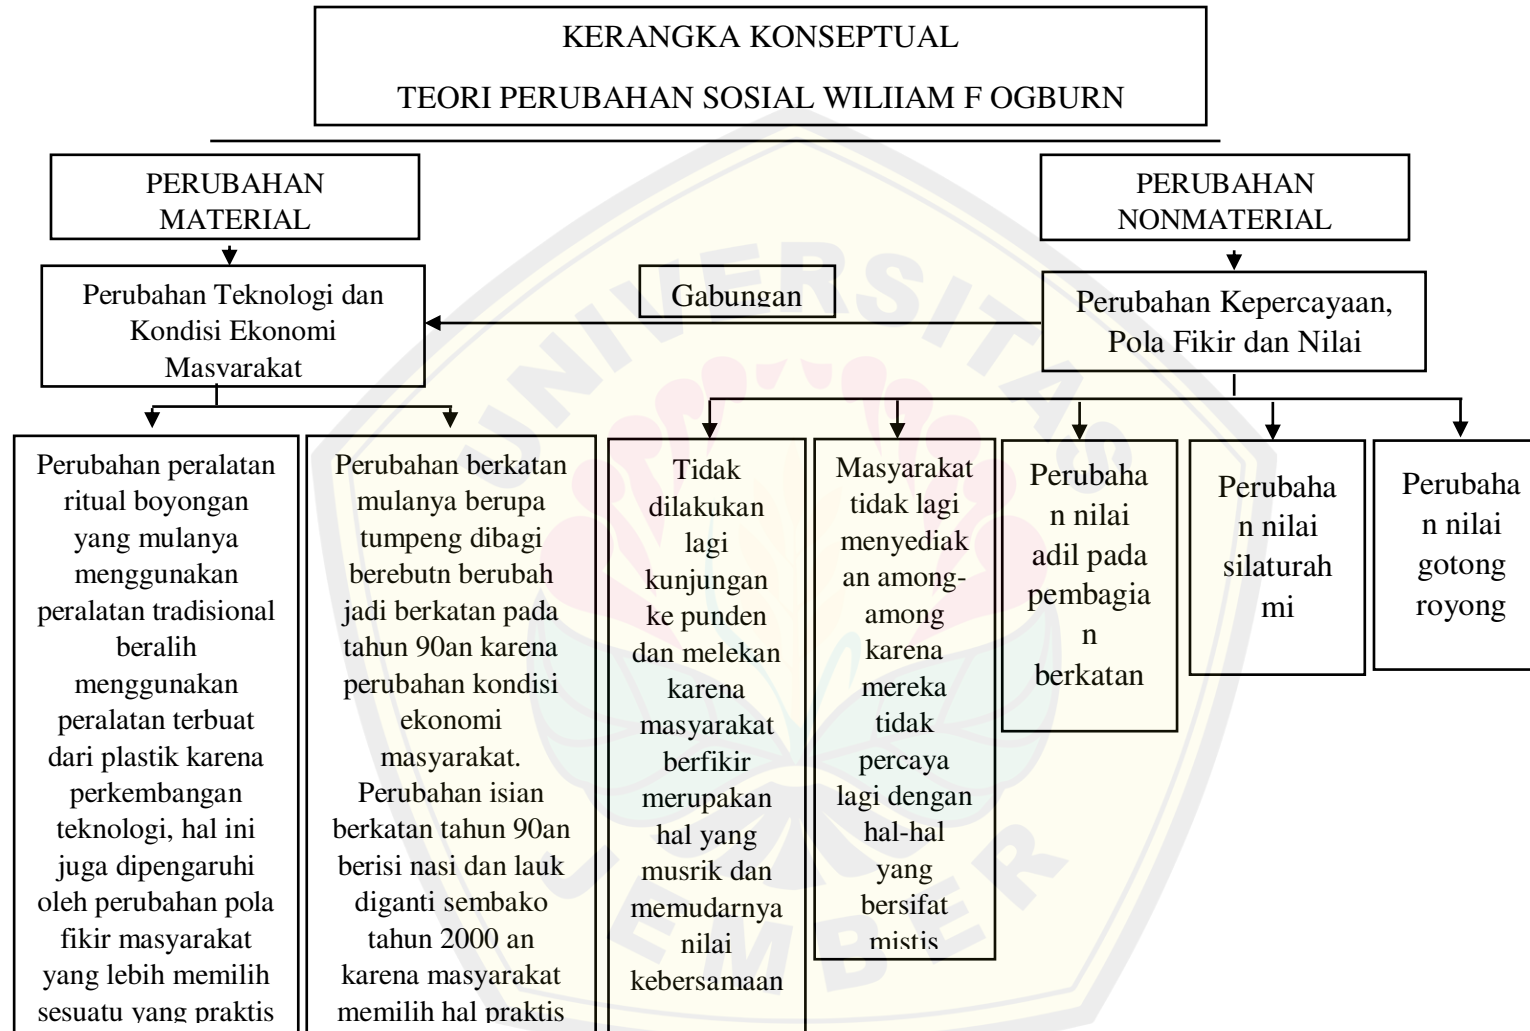 KERANGKA KONSEPTUAL
TEORI PERUBAHAN SOSIAL WILIIAM F OGBURN
PERUBAHAN
MATERIAL
PERUBAHAN
NONMATERIAL
Perubahan Teknologi dan
Kondisi Ekonomi
Masyarakat
Gabungan
Perubahan Kepercayaan,
Pola Fikir dan Nilai
Perubahan peralatan
ritual boyongan
yang mulanya
menggunakan
peralatan tradisional
beralih
menggunakan
peralatan terbuat
dari plastik karena
perkembangan
teknologi, hal ini
juga dipengaruhi
oleh perubahan pola
fikir masyarakat
yang lebih memilih
sesuatu yang praktis
Perubahan berkatan
mulanya berupa
tumpeng dibagi
berebutn berubah
jadi berkatan pada
tahun 90an karena
perubahan kondisi
ekonomi
masyarakat.
Perubahan isian
berkatan tahun 90an
berisi nasi dan lauk
diganti sembako
tahun 2000 an
karena masyarakat
memilih hal praktis
Tidak
dilakukan
lagi
kunjungan
ke punden
dan melekan
karena
masyarakat
berfikir
merupakan
hal yang
musrik dan
memudarnya
nilai
kebersamaan
Masyarakat
tidak lagi
menyediak
an among-
among
karena
mereka
tidak
percaya
lagi dengan
hal-hal
yang
bersifat
mistis
Perubaha
n nilai
adil pada
pembagia
n
berkatan
Perubaha
n nilai
silaturah
mi
Perubaha
n nilai
gotong
royong
UNIVERSITAS
JEMBER